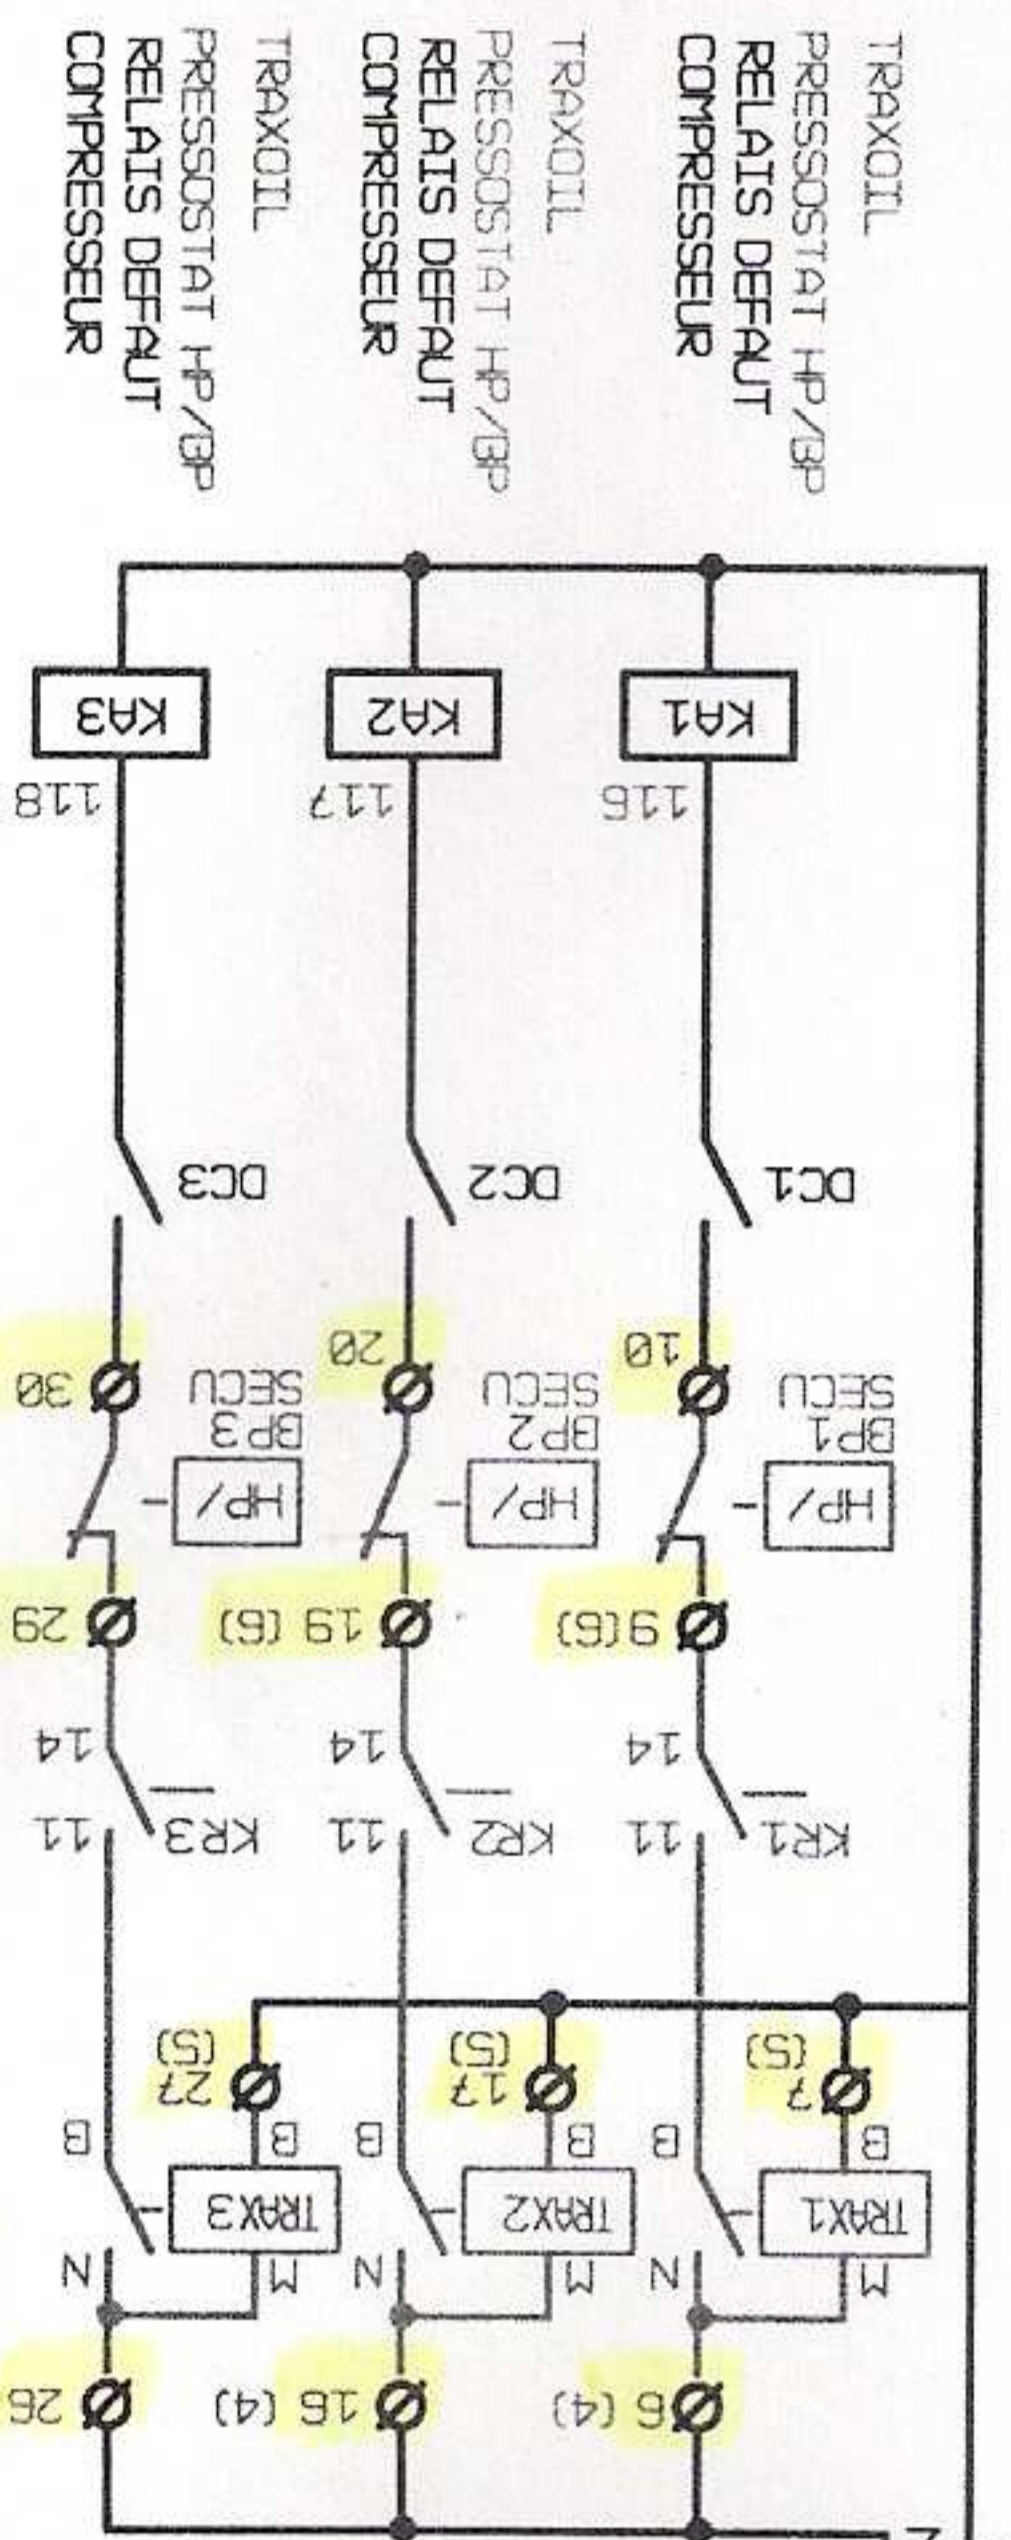 6 (4)
16 (4)
26
M
N
M
N
M
N
TRAX1
TRAX2
TRAX3
B
B
B
B
B
B
7
(5)
17
(5)
27
(5)
KR1
11
KR2
11
KR3
11
14
14
14
9(6)
19 (6)
29
HP/
BP1
SECU
HP/
BP2
SECU
HP/
BP3
SECU
10
20
30
DC1
DC2
DC3
116
117
118
KA1
KA2
KA3
TRAXOIL
PRESSOSTAT HP/BP
RELAIS DEFAUT
COMPRESSEUR
TRAXOIL
PRESSOSTAT HP/BP
RELAIS DEFAUT
COMPRESSEUR
TRAXOIL
PRESSOSTAT HP/BP
RELAIS DEFAUT
COMPRESSEUR